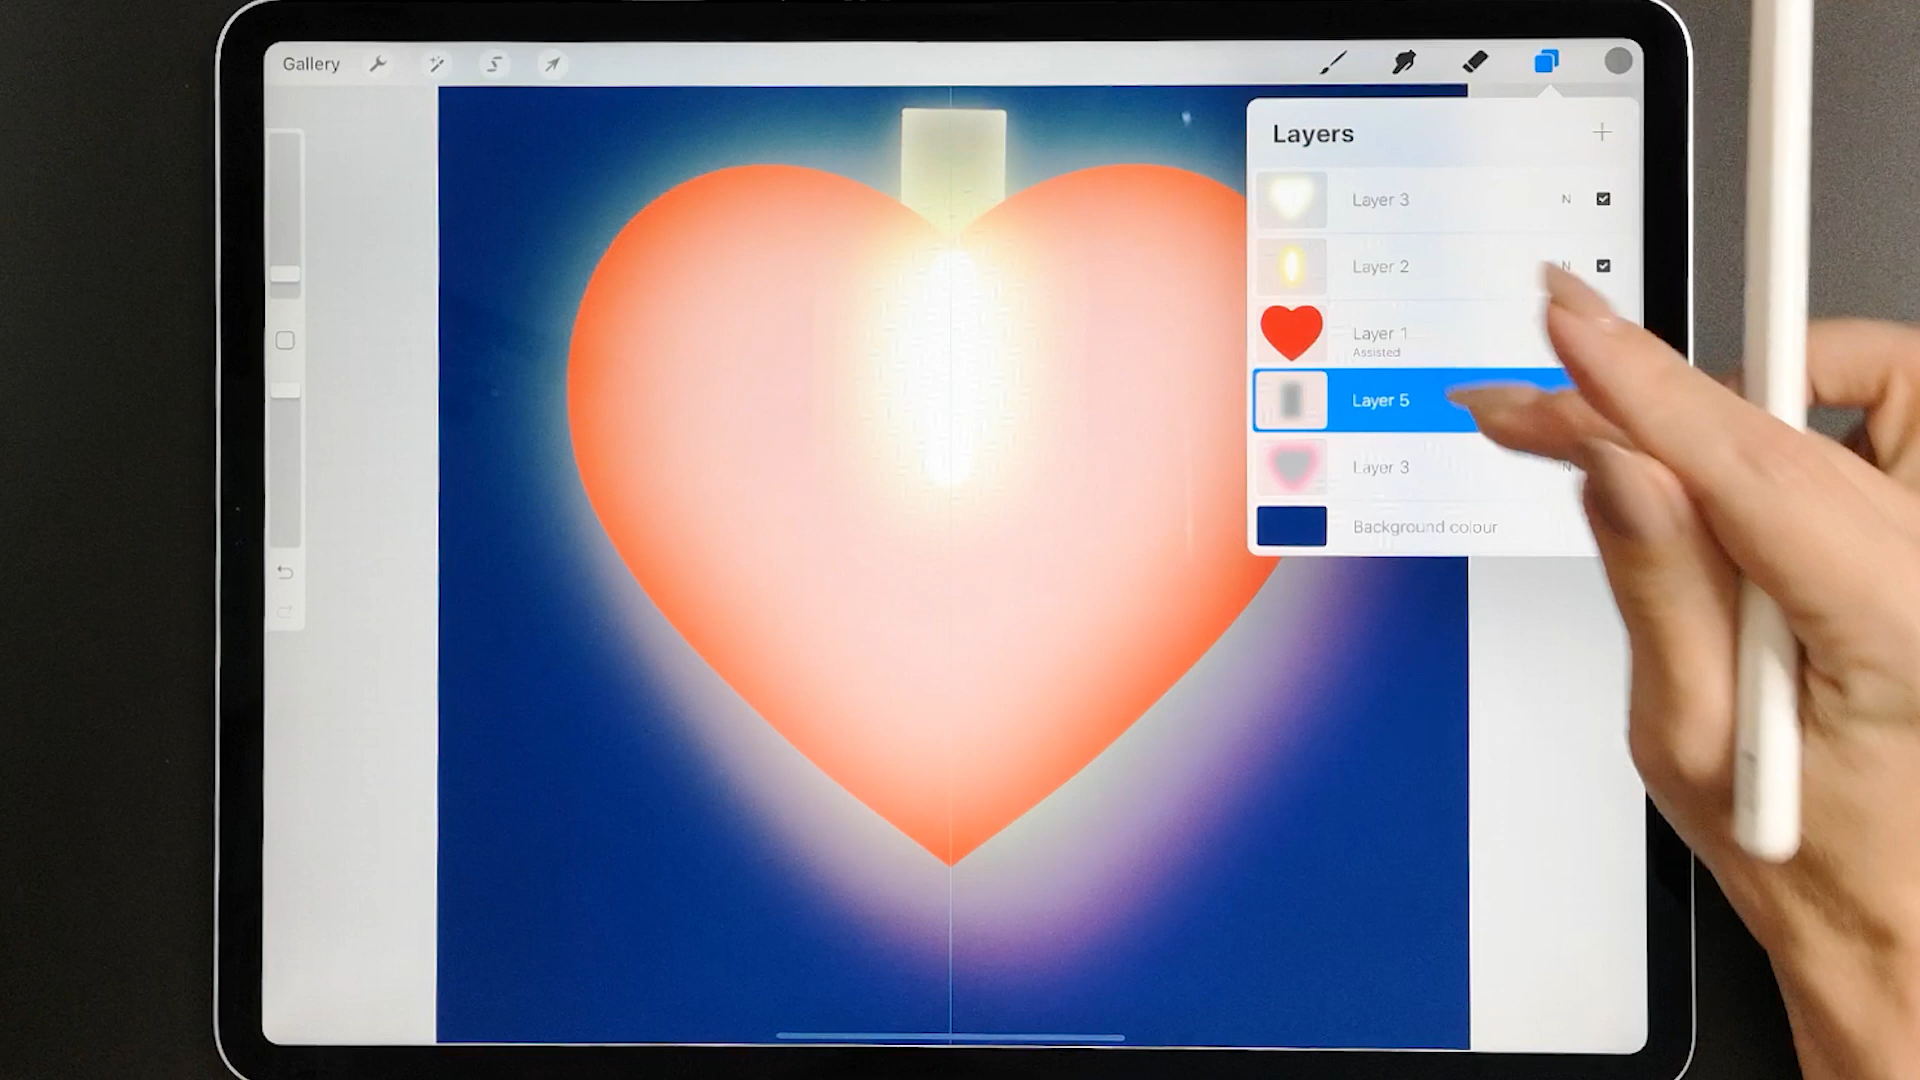 Gallery
Layers
Layer 3 N
Layer 2 N
Layer 1
Assisted
Layer 5
Layer 3 N
Background colour